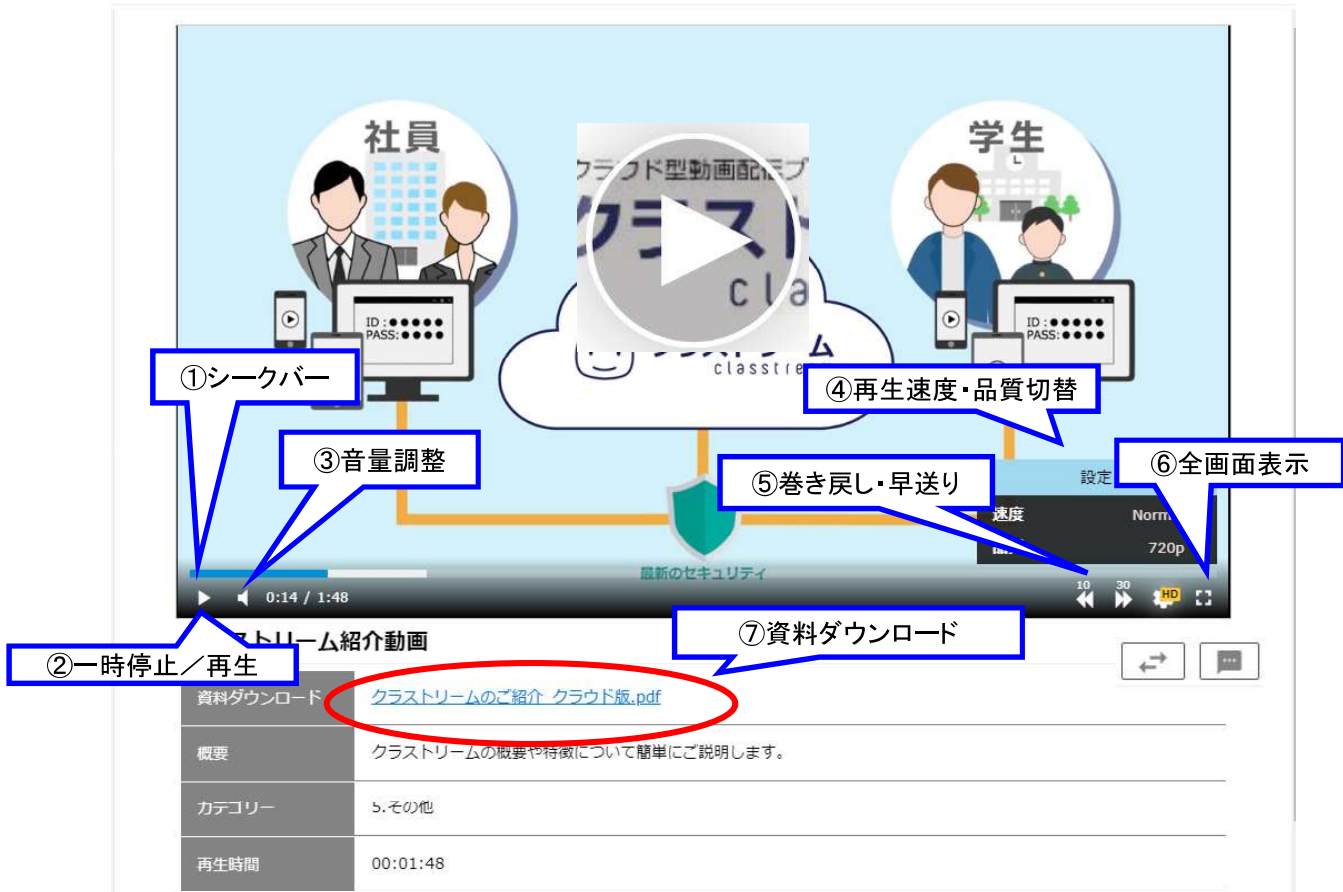 社員
学生
クラウド型動画配信プ
クラスト
cla
ID :●●●●●
PASS:●●●●
ID :●●●●●
PASS:●●●●
classtre
①シークバー
④再生速度・品質切替
③音量調整
⑤巻き戻し・早送り
設定
⑥全画面表示
速度 Norm
720p
最新のセキュリティ
10 30
0:14 / 1:48
HD
ストリーム紹介動画
⑦資料ダウンロード
②一時停止／再生
資料ダウンロード クラストリームのご紹介 クラウド版.pdf
概要 クラストリームの概要や特徴について簡単にご説明します。
カテゴリー 5.その他
再生時間 00:01:48